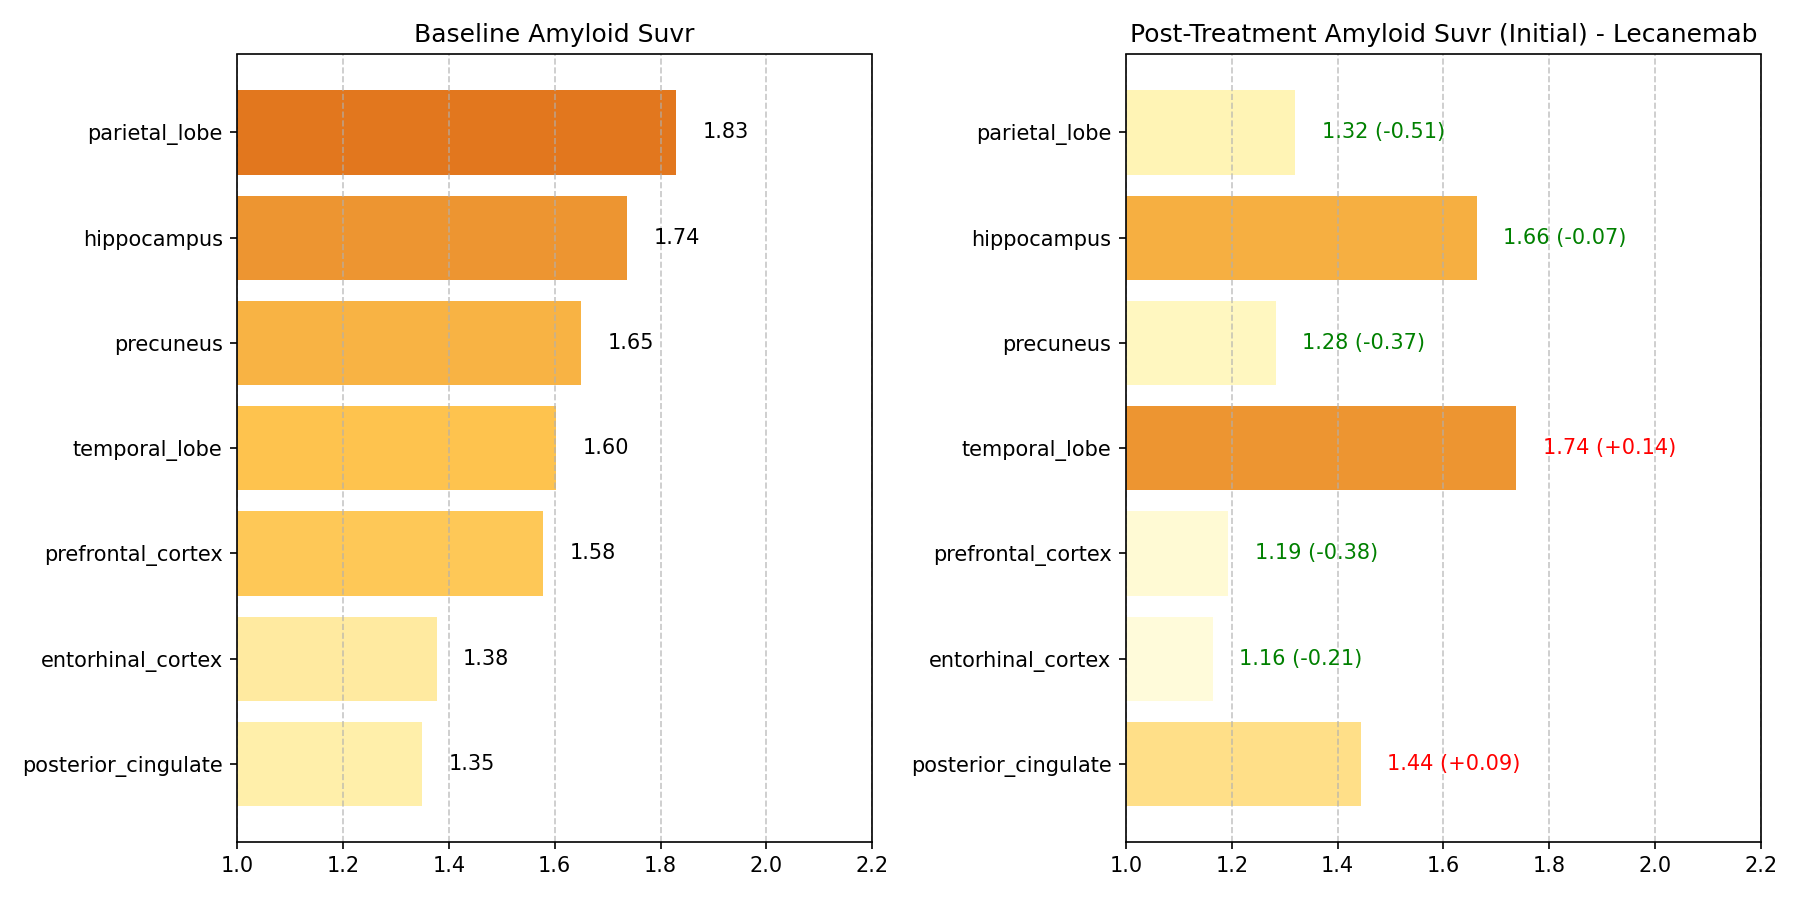 Baseline Amyloid Suvr
parietal_lobe
1.83
hippocampus
1.74
precuneus
1.65
temporal_lobe
1.60
prefrontal_cortex
1.58
entorhinal_cortex
1.38
posterior_cingulate
1.35
1.0 1.2 1.4 1.6 1.8 2.0 2.2
Post-Treatment Amyloid Suvr (Initial) - Lecanemab
parietal_lobe
1.32 (-0.51)
hippocampus
1.66 (-0.07)
precuneus
1.28 (-0.37)
temporal_lobe
1.74 (+0.14)
prefrontal_cortex
1.19 (-0.38)
entorhinal_cortex
1.16 (-0.21)
posterior_cingulate
1.44 (+0.09)
1.0 1.2 1.4 1.6 1.8 2.0 2.2